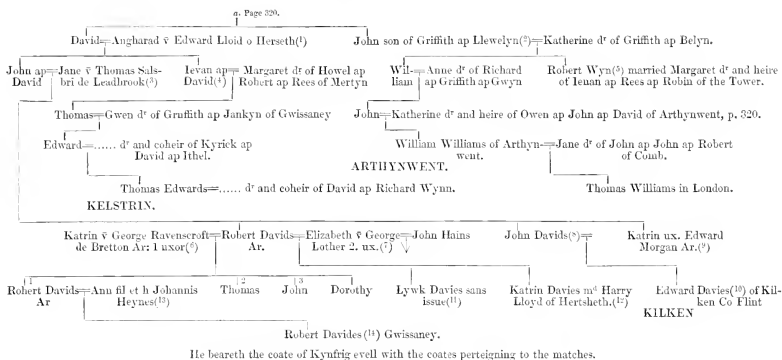 a. Page 320.
David=Angharad v̄ Edward Lloid o Herseth(¹) John son of Griffith ap Llewelyn(²)=Katherine dʳ of Griffith ap Belyn.
John ap=Jane v̄ Thomas Sals- Ievan ap=Margaret dʳ of Howel ap Wil-=Anne dʳ of Richard Robert Wyn(⁵) married Margaret dʳ and heire
David bri de Leadbrook(³) David(⁴) Robert ap Rees of Mertyn liam ap Griffith ap Gwyn of Ieuan ap Rees ap Robin of the Tower.
Thomas=Gwen dʳ of Gruffith ap Jankyn of Gwissaney John=Katherine dʳ and heire of Owen ap John ap David of Arthynwent, p. 320.
Edward=...... dʳ and coheir of Kyrick ap William Williams of Arthyn-=Jane dʳ of John ap John ap Robert
David ap Ithel. went. of Comb.
ARTHYNWENT.
Thomas Edwards=...... dʳ and coheir of David ap Richard Wynn. Thomas Williams in London.
KELSTRIN.
Katrin v̄ George Ravenscroft=Robert Davids=Elizabeth v̄ George=John Hains John Davids(⁸)= Katrin ux. Edward
de Bretton Ar: 1 uxor(⁶) Ar. Lother 2. ux.(⁷) Morgan Ar.(⁹)
1 2 3
Robert Davids=Ann fil et h Johannis Thomas John Dorothy Lywk Davies sans Katrin Davies mᵈ Harry Edward Davies(¹⁰) of Kil-
Ar Heynes(¹³) issue(¹¹) Lloyd of Hertsheth.(¹²) ken Co Flint
KILKEN
Robert Davides(¹⁴) Gwissaney.
He beareth the coate of Kynfrig evell with the coates perteigning to the matches.